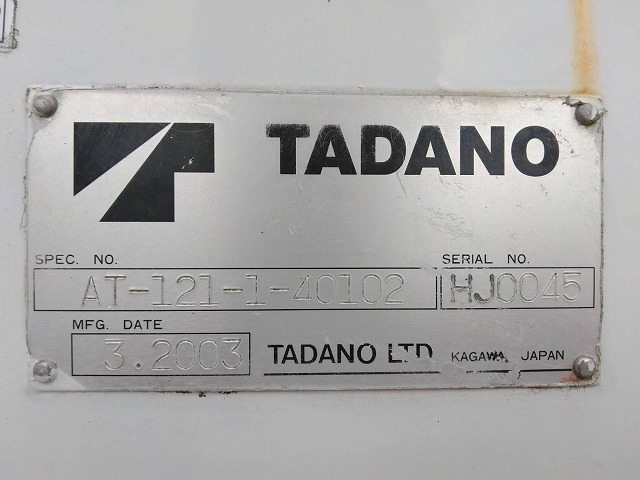 TADANO
SPEC. NO.
AT-121-1-40102
SERIAL NO.
HJ0045
MFG. DATE
3.2003
TADANO LTD. KAGAWA, JAPAN